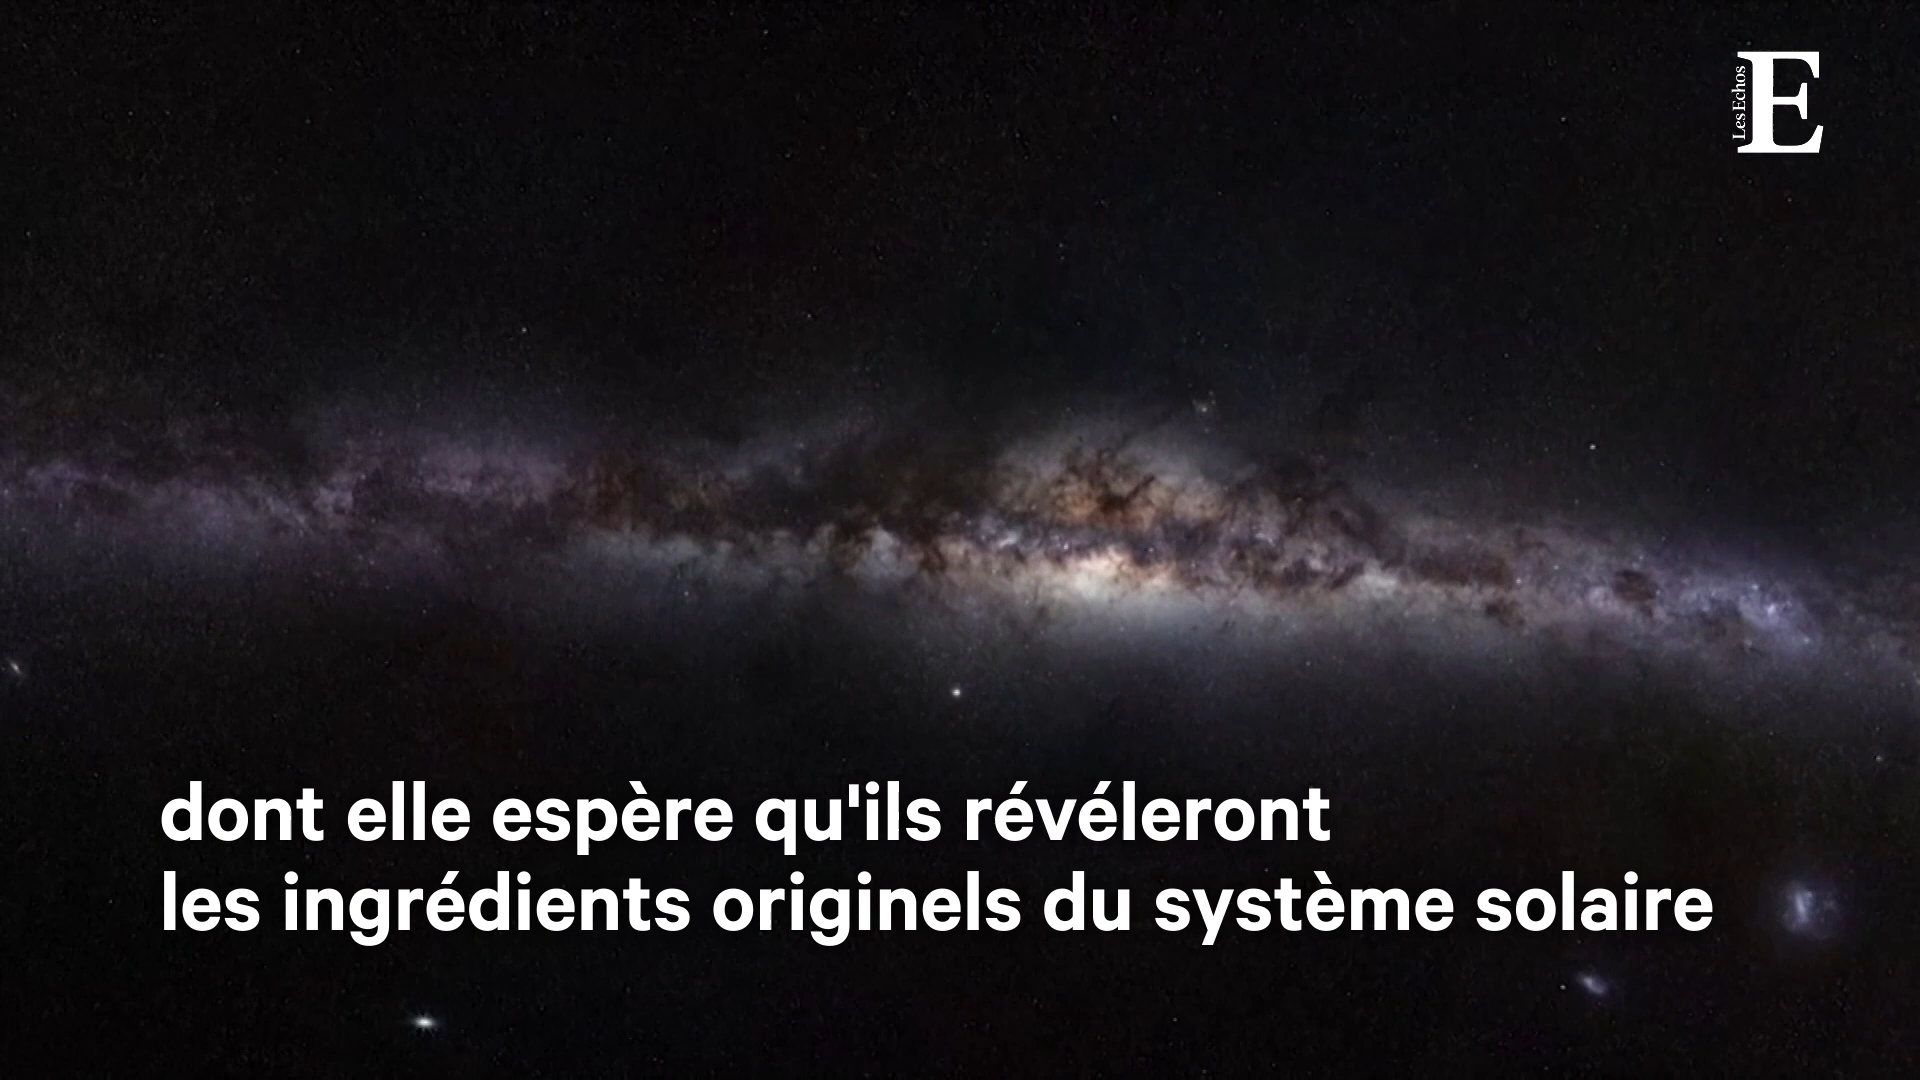 Les Echos
E
dont elle espère qu'ils révéleront
les ingrédients originels du système solaire